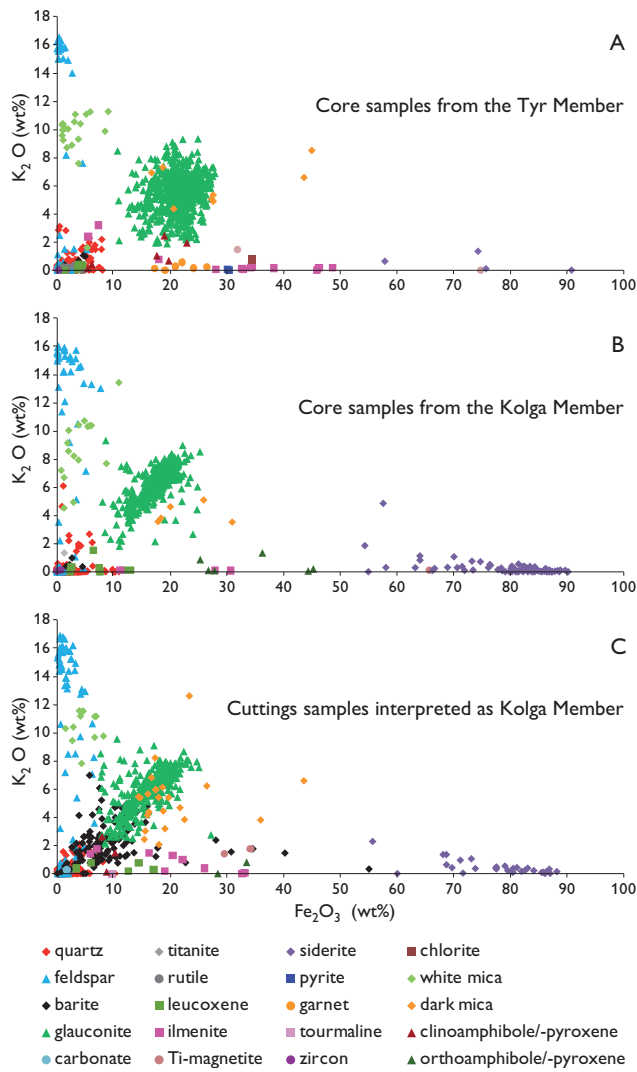 18
16
14
12
10
8
6
4
2
0
K2 O (wt%)
A
Core samples from the Tyr Member
0 10 20 30 40 50 60 70 80 90 100
18
16
14
12
10
8
6
4
2
0
K2 O (wt%)
B
Core samples from the Kolga Member
0 10 20 30 40 50 60 70 80 90 100
18
16
14
12
10
8
6
4
2
0
K2 O (wt%)
C
Cuttings samples interpreted as Kolga Member
0 10 20 30 40 50 60 70 80 90 100
Fe2O3 (wt%)
quartz titanite siderite chlorite
feldspar rutile pyrite white mica
barite leucoxene garnet dark mica
glauconite ilmenite tourmaline clinoamphibole/-pyroxene
carbonate Ti-magnetite zircon orthoamphibole/-pyroxene